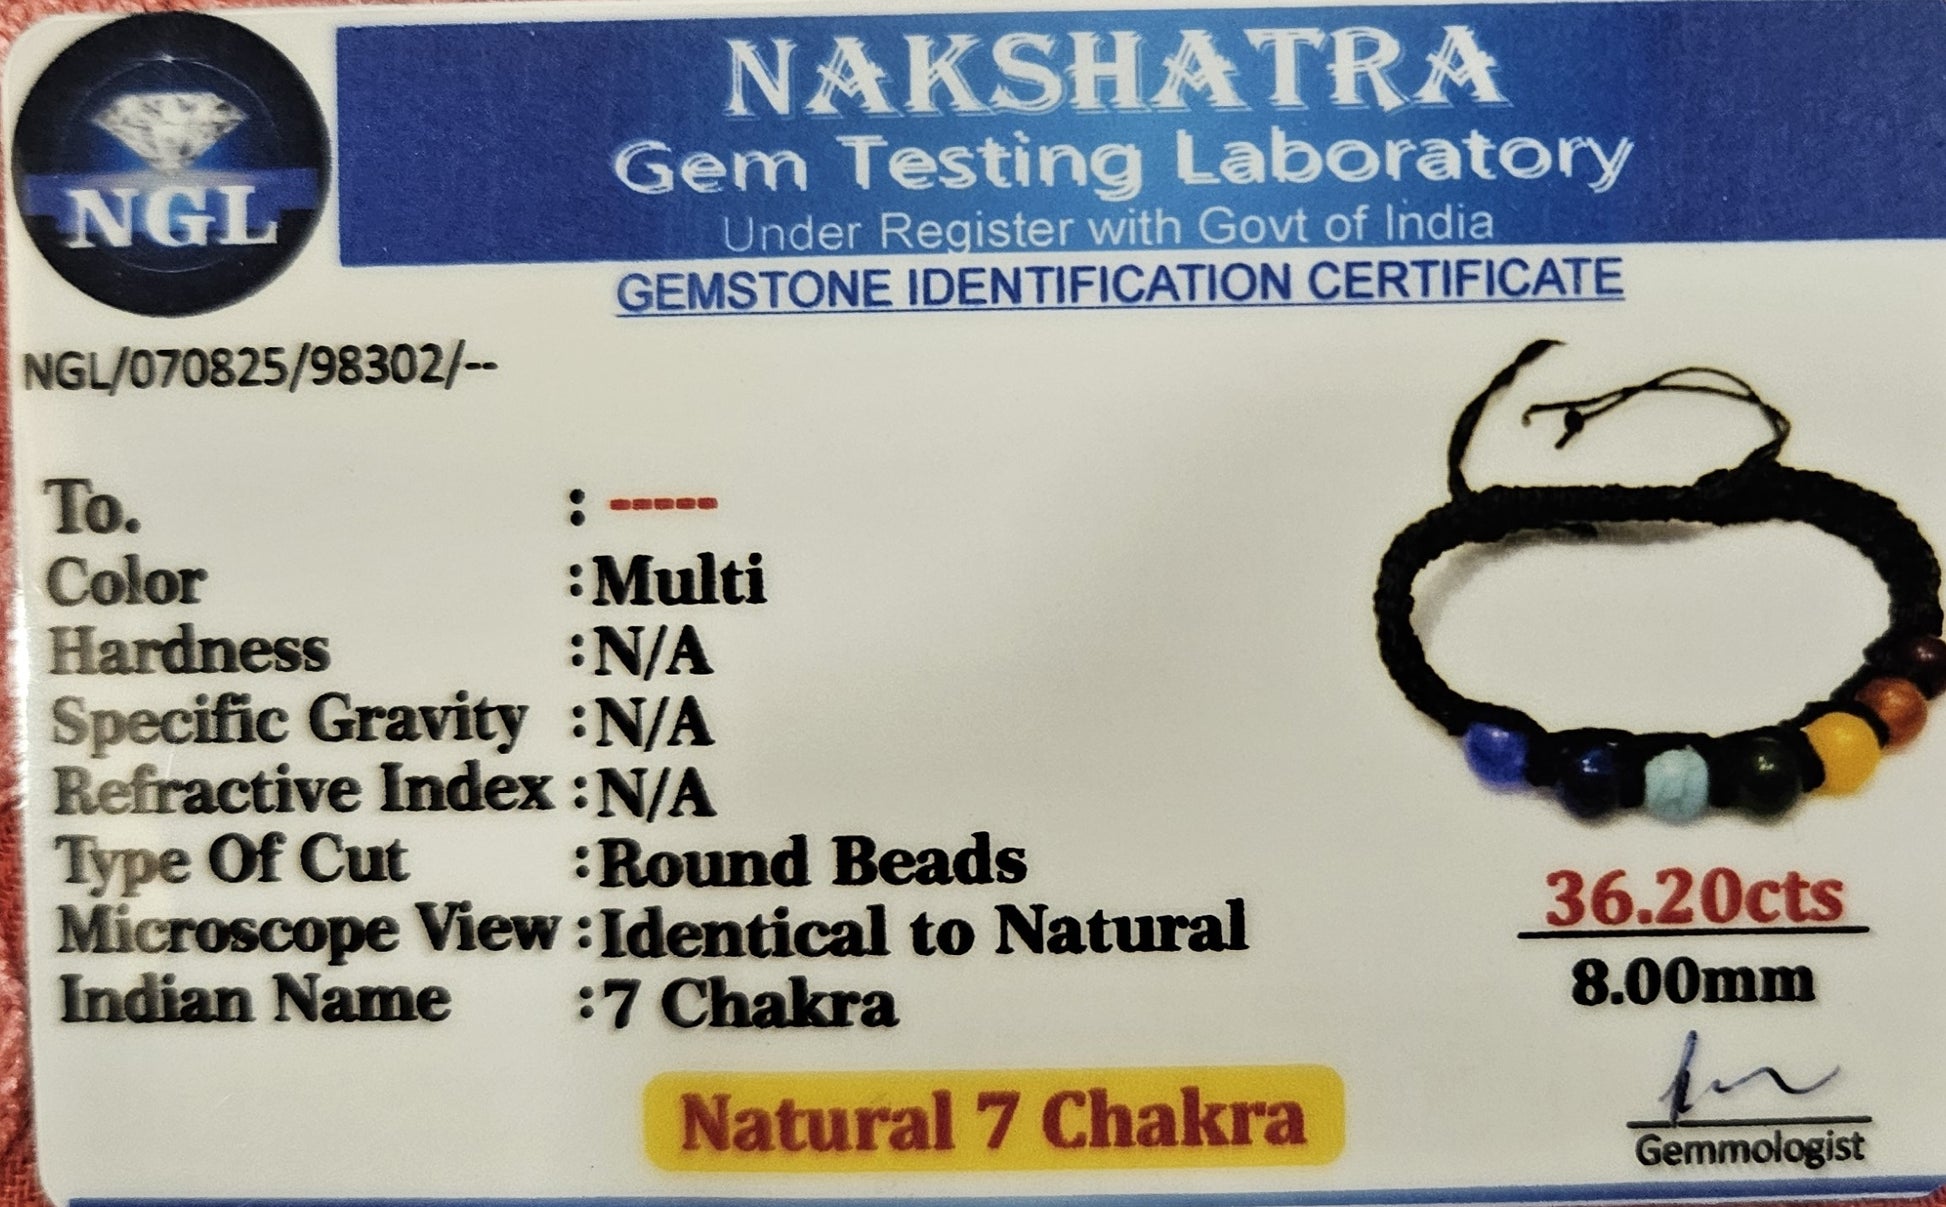 NGL
NAKSHATRA
Gem Testing Laboratory
Under Register with Govt of India
GEMSTONE IDENTIFICATION CERTIFICATE
NGL/070825/98302/--
To. : -----
Color :Multi
Hardness :N/A
Specific Gravity :N/A
Refractive Index :N/A
Type Of Cut :Round Beads
Microscope View :Identical to Natural
Indian Name :7 Chakra
36.20cts
8.00mm
Natural 7 Chakra
Gemmologist